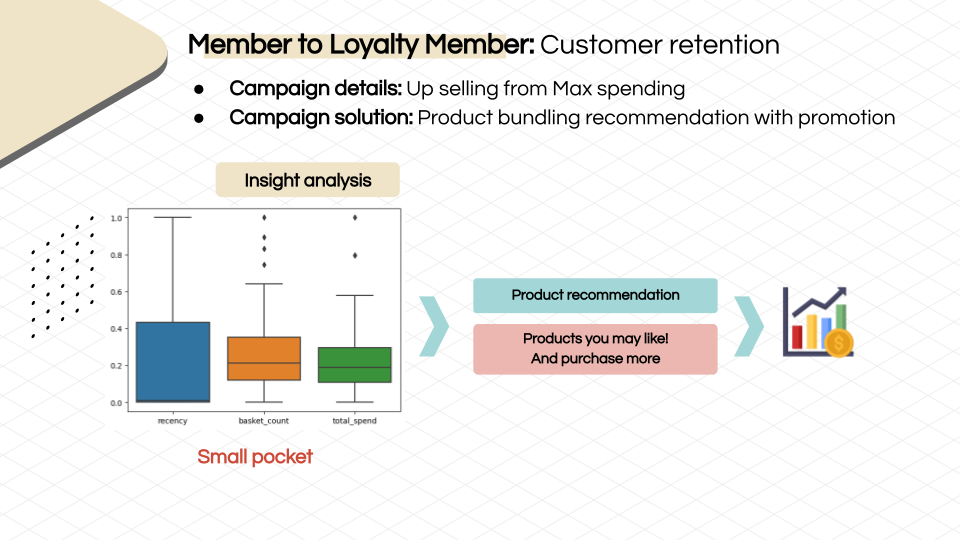 Member to Loyalty Member: Customer retention
● Campaign details: Up selling from Max spending
● Campaign solution: Product bundling recommendation with promotion
Insight analysis
1.0
0.8
0.6
0.4
0.2
0.0
recency basket_count total_spend
Small pocket
Product recommendation
Products you may like!
And purchase more
$